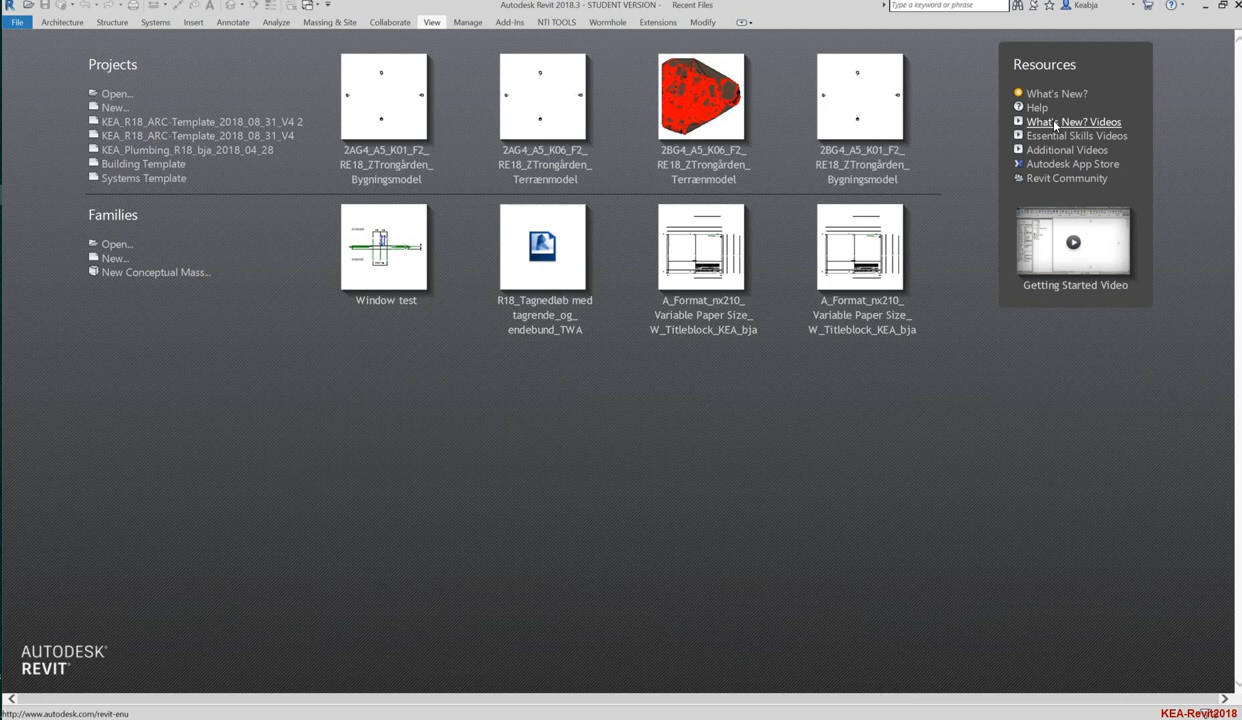 Autodesk Revit 2018.3 - STUDENT VERSION - Recent Files
Type a keyword or phrase
Keabja
File Architecture Structure Systems Insert Annotate Analyze Massing & Site Collaborate View Manage Add-Ins NTI TOOLS Wormhole Extensions Modify
Projects
Open...
New...
KEA_R18_ARC-Template_2018_08_31_V4 2
KEA_R18_ARC-Template_2018_08_31_V4
KEA_Plumbing_R18_bja_2018_04_28
Building Template
Systems Template
2AG4_A5_K01_F2_
RE18_ZTrongården_
Bygningsmodel
2AG4_A5_K06_F2_
RE18_ZTrongården_
Terrænmodel
2BG4_A5_K06_F2_
RE18_ZTrongården_
Terrænmodel
2BG4_A5_K01_F2_
RE18_ZTrongården_
Bygningsmodel
Families
Open...
New...
New Conceptual Mass...
Window test
R18_Tagnedløb med
tagrende_og_
endebund_TWA
A_Format_nx210_
Variable Paper Size_
W_Titleblock_KEA_bja
A_Format_nx210_
Variable Paper Size_
W_Titleblock_KEA_bja
Resources
What's New?
Help
What's New? Videos
Essential Skills Videos
Additional Videos
Autodesk App Store
Revit Community
Getting Started Video
AUTODESK®
REVIT®
http://www.autodesk.com/revit-enu
KEA-Revit2018